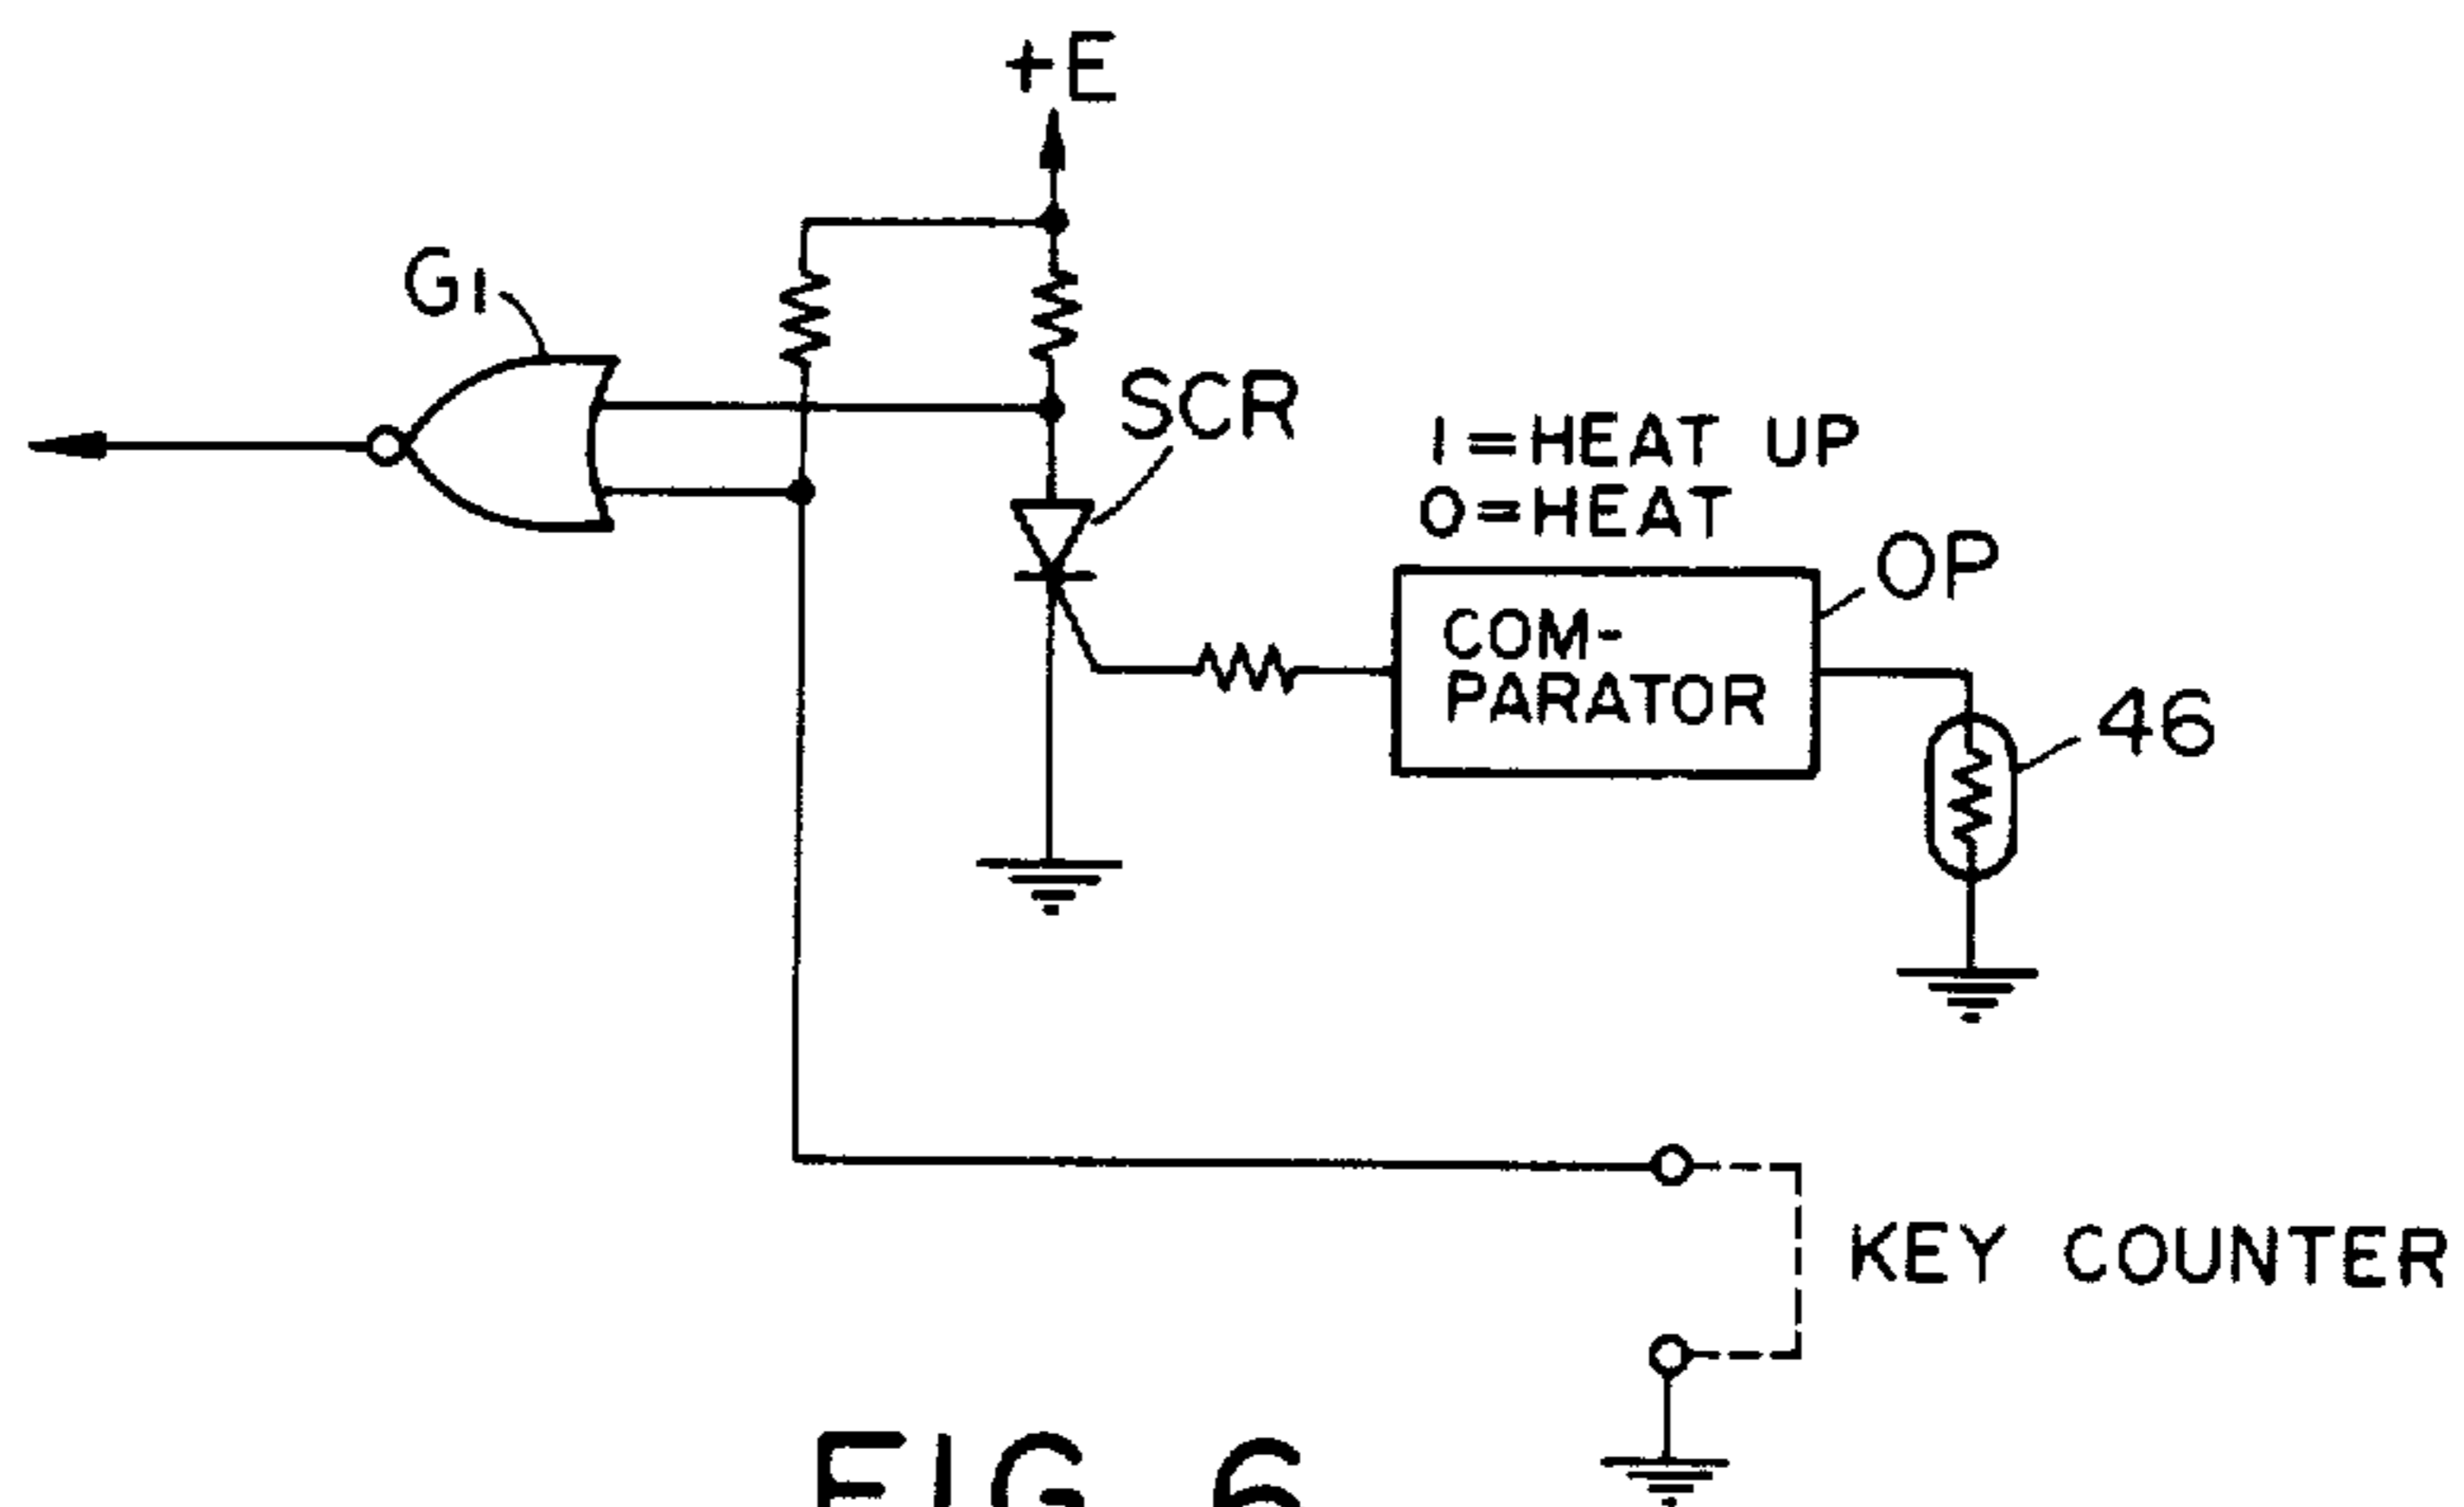 +E
G1
SCR
1=HEAT UP
0=HEAT
OP
COM-
PARATOR
46
KEY COUNTER
FIG 6